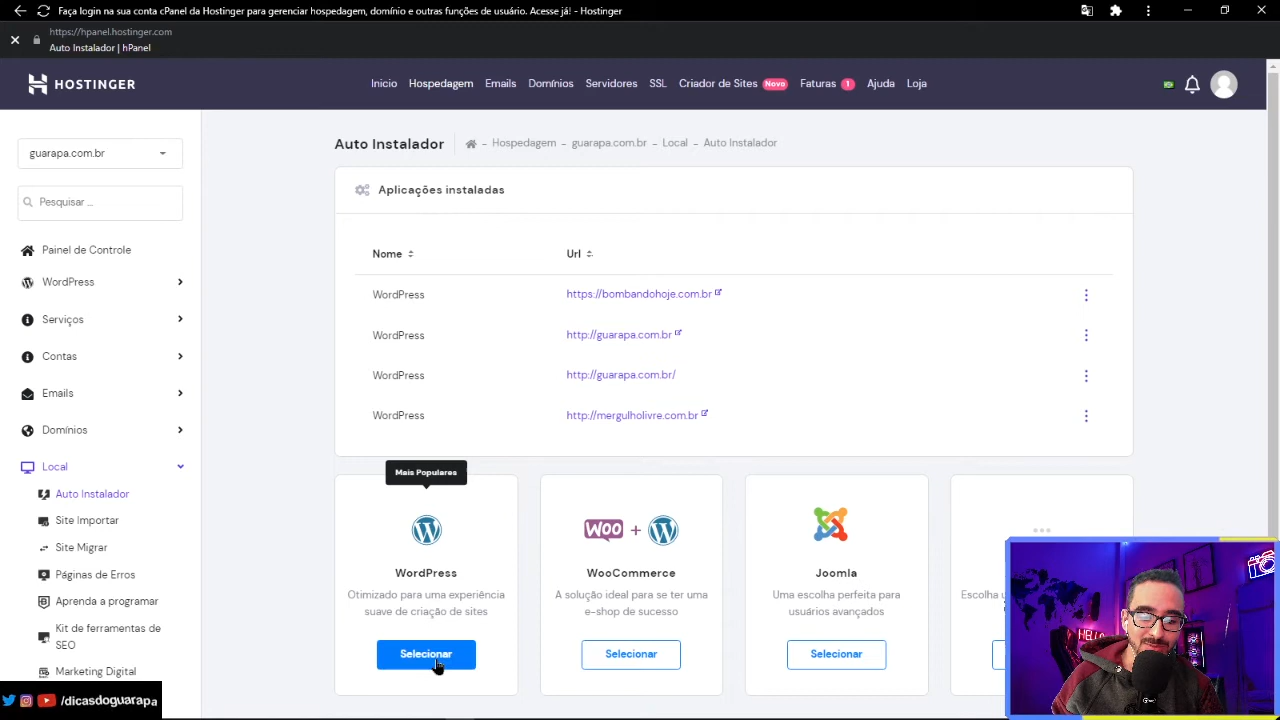 Faça login na sua conta cPanel da Hostinger para gerenciar hospedagem, domínio e outras funções de usuário. Acesse já! - Hostinger
https://hpanel.hostinger.com
Auto Instalador | hPanel
HOSTINGER
Inicio Hospedagem Emails Domínios Servidores SSL Criador de Sites Novo Faturas 1 Ajuda Loja
guarapa.com.br
Pesquisar ...
Painel de Controle
WordPress
Serviços
Contas
Emails
Domínios
Local
Auto Instalador
Site Importar
Site Migrar
Páginas de Erros
Aprenda a programar
Kit de ferramentas de
SEO
Marketing Digital
/dicasdoguarapa
Auto Instalador
- Hospedagem - guarapa.com.br - Local - Auto Instalador
Aplicações instaladas
Nome Url
WordPress https://bombandohoje.com.br
WordPress http://guarapa.com.br
WordPress http://guarapa.com.br/
WordPress http://mergulholivre.com.br
Mais Populares
WordPress
Otimizado para uma experiência
suave de criação de sites
Selecionar
WOO +
WooCommerce
A solução ideal para se ter uma
e-shop de sucesso
Selecionar
Joomla
Uma escolha perfeita para
usuários avançados
Selecionar
Escolha